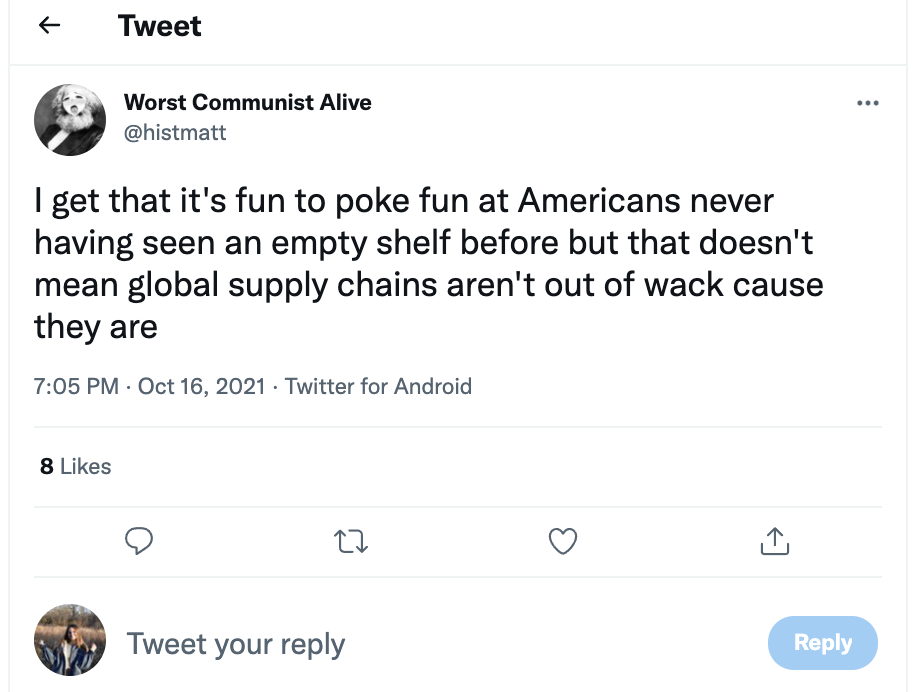 Tweet
Worst Communist Alive
@histmatt
I get that it's fun to poke fun at Americans never
having seen an empty shelf before but that doesn't
mean global supply chains aren't out of wack cause
they are
7:05 PM · Oct 16, 2021 · Twitter for Android
8 Likes
Tweet your reply
Reply